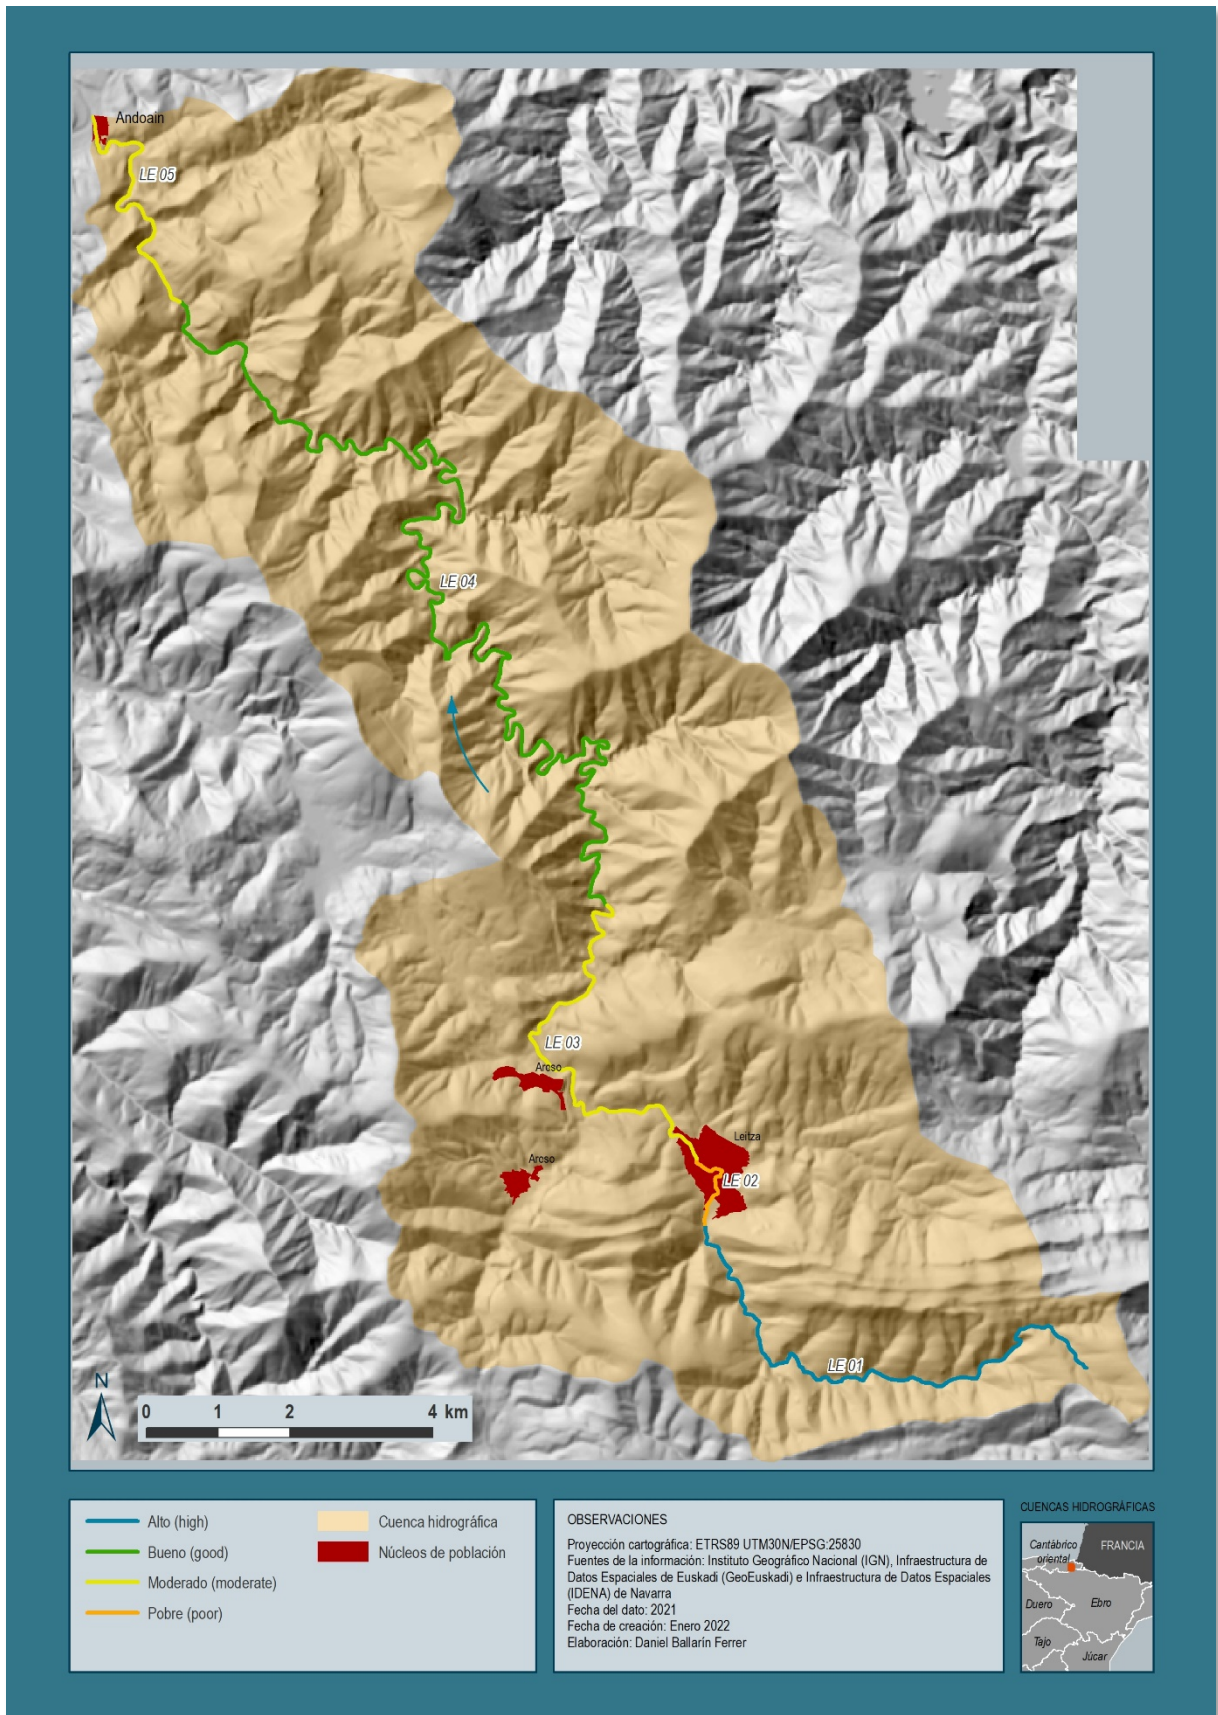 Andoain
LE 05
LE 04
LE 03
Areso
Leitza
Areso
LE 02
LE 01
N
0 1 2 4 km
Alto (high)
Bueno (good)
Moderado (moderate)
Pobre (poor)
Cuenca hidrográfica
Núcleos de población
OBSERVACIONES
Proyección cartográfica: ETRS89 UTM30N/EPSG:25830
Fuentes de la información: Instituto Geográfico Nacional (IGN), Infraestructura de
Datos Espaciales de Euskadi (GeoEuskadi) e Infraestructura de Datos Espaciales
(IDENA) de Navarra
Fecha del dato: 2021
Fecha de creación: Enero 2022
Elaboración: Daniel Ballarín Ferrer
CUENCAS HIDROGRÁFICAS
Cantábrico
oriental
FRANCIA
Duero
Ebro
Tajo
Júcar